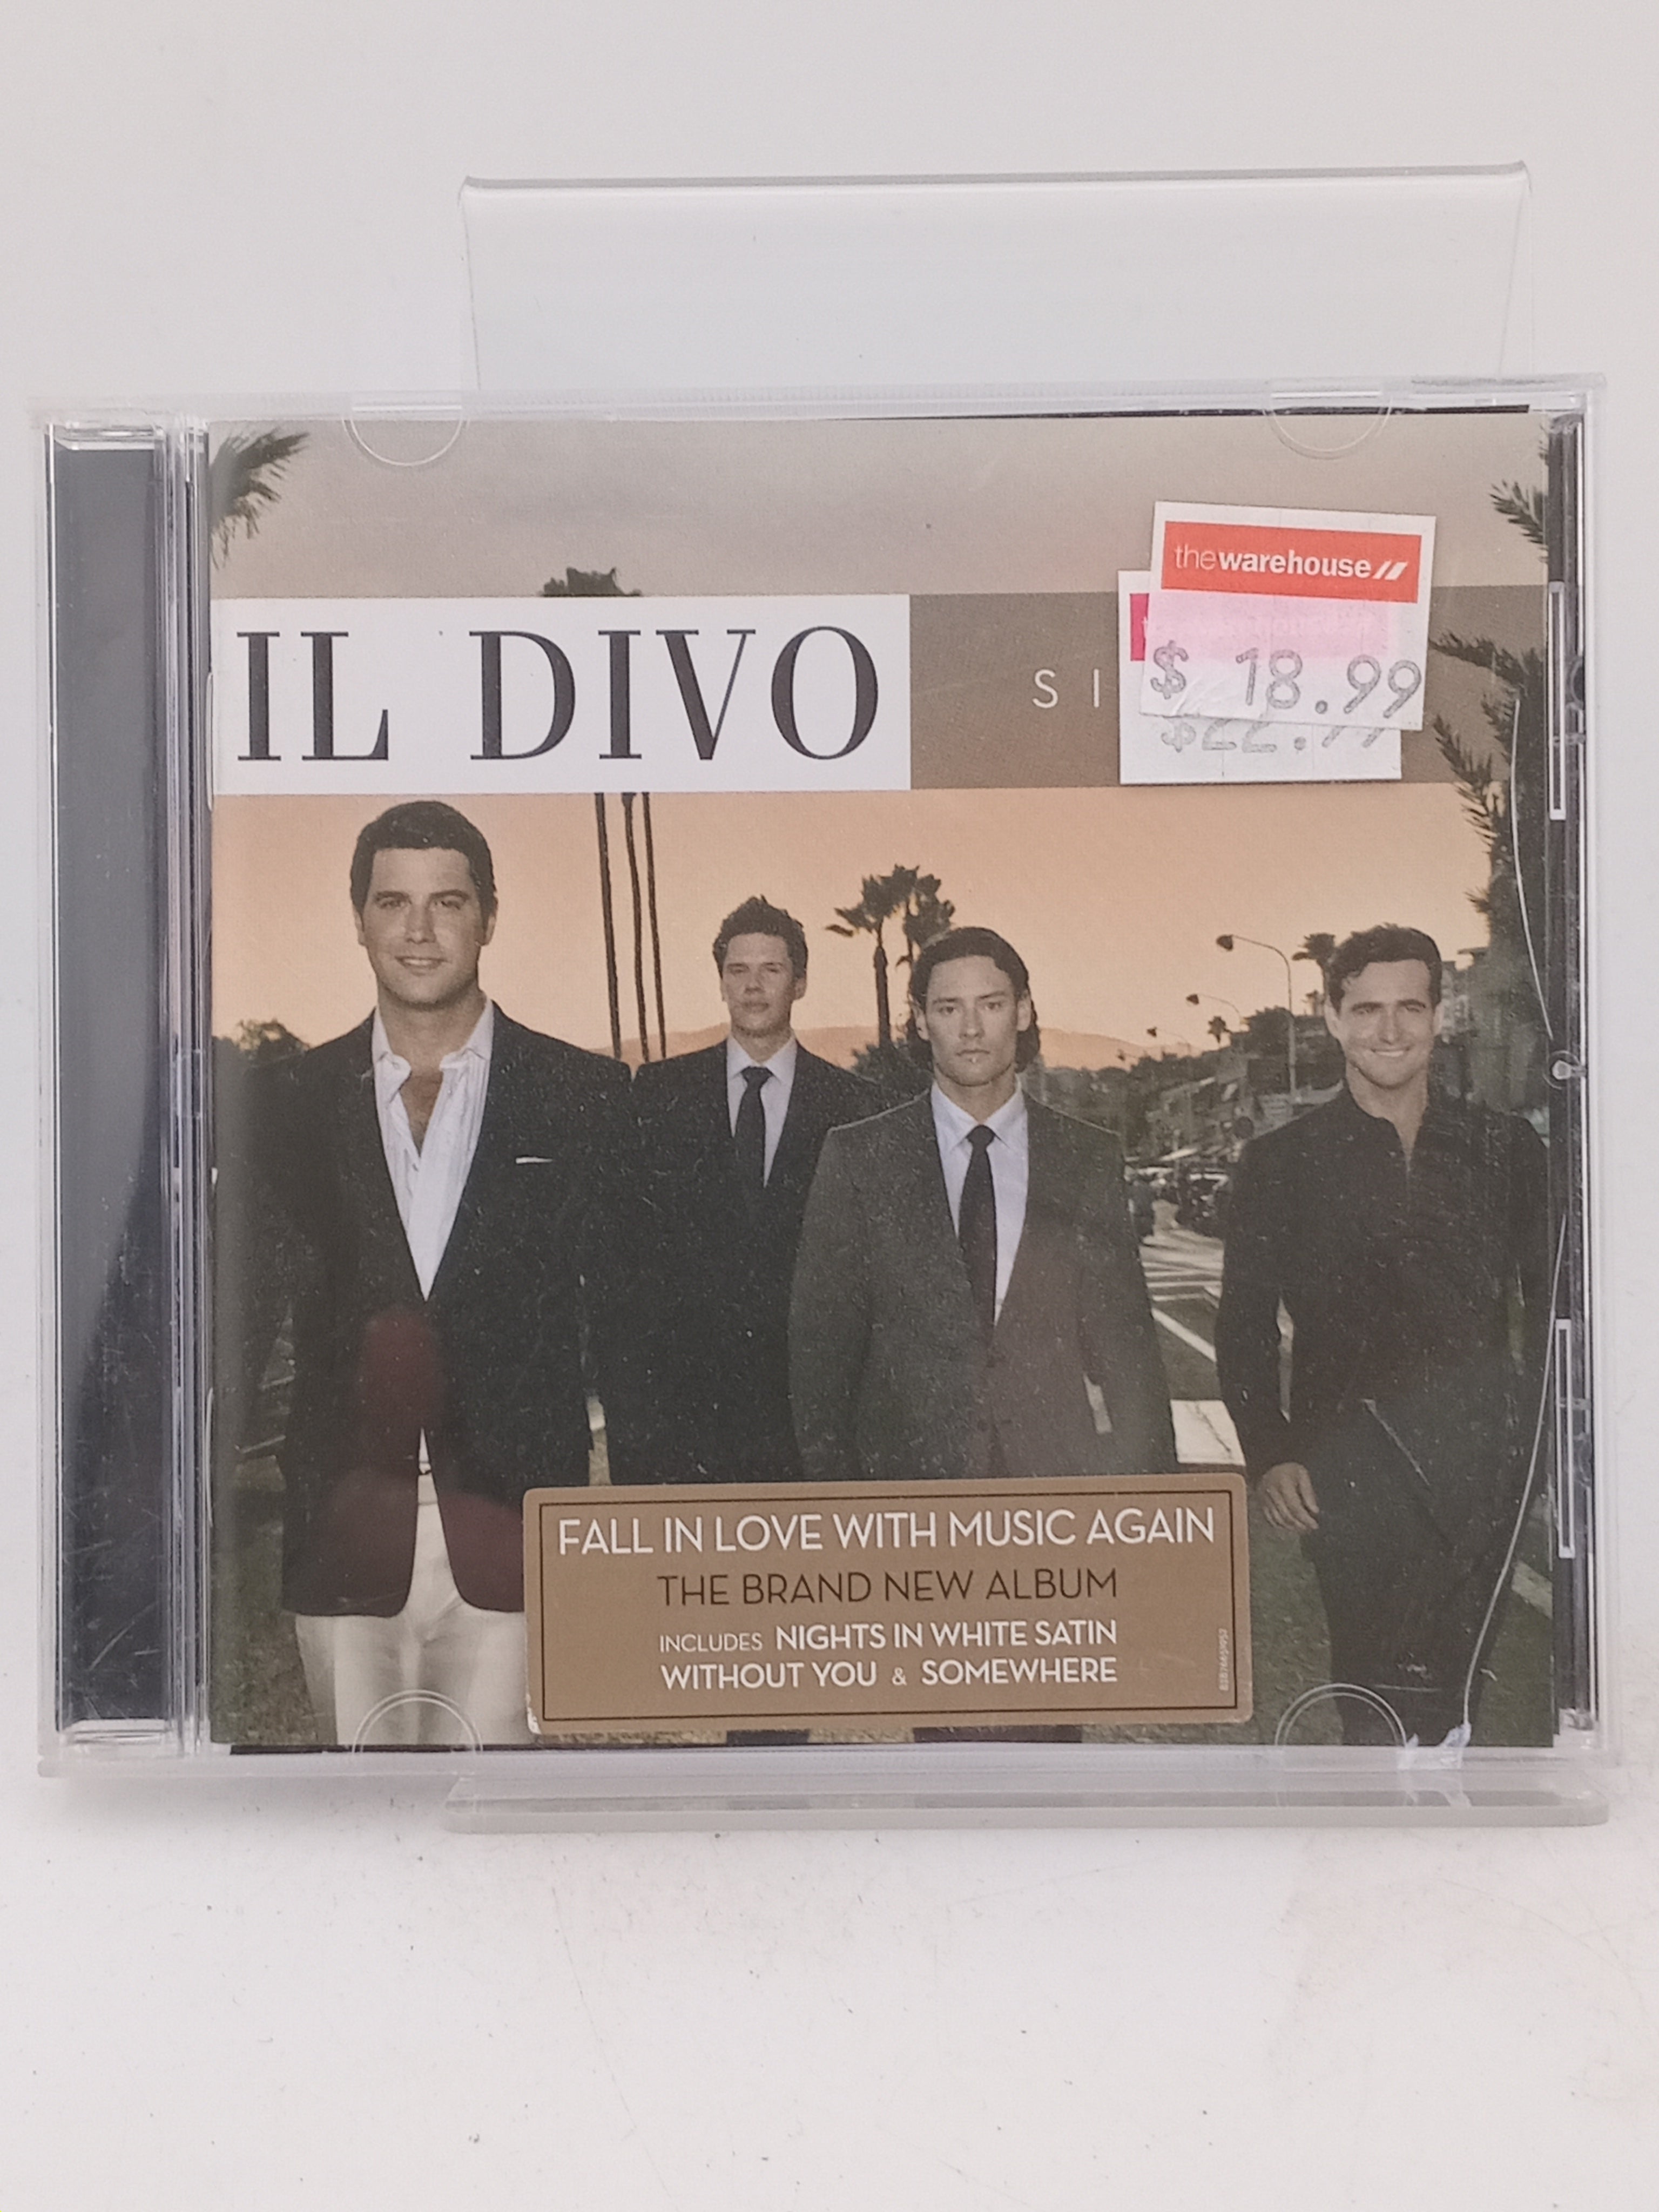 IL DIVO
SI
thewarehouse
$ 18.99
FALL IN LOVE WITH MUSIC AGAIN
THE BRAND NEW ALBUM
INCLUDES NIGHTS IN WHITE SATIN
WITHOUT YOU & SOMEWHERE